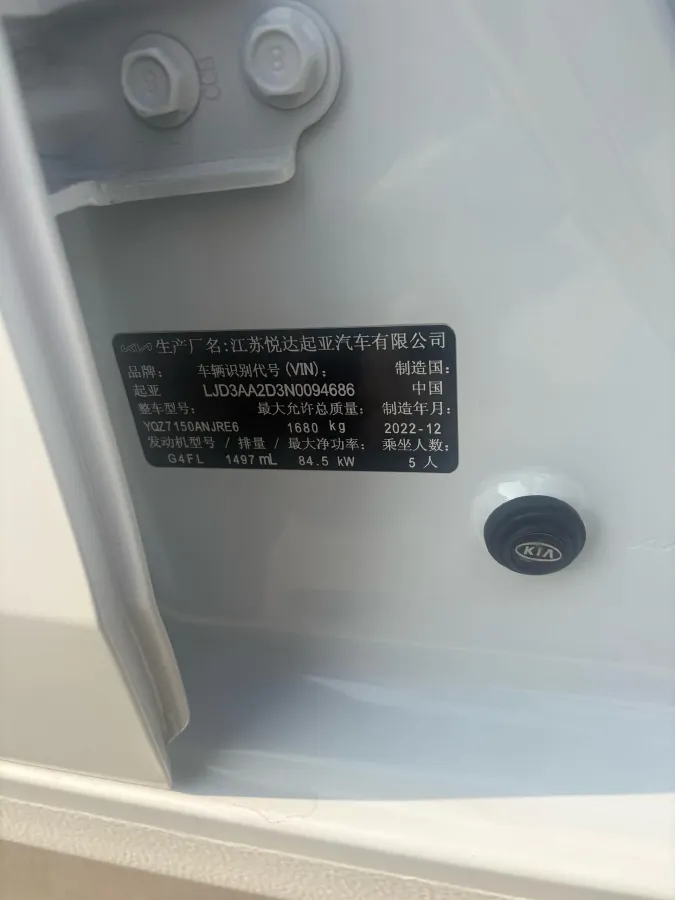 生产厂名:江苏悦达起亚汽车有限公司
品牌: 车辆识别代号(VIN): 制造国:
起亚 LJD3AA2D3N0094686 中国
整车型号: 最大允许总质量: 制造年月:
YQZ7150ANJRE6 1680 kg 2022-12
发动机型号 / 排量 / 最大净功率: 乘坐人数:
G4FL 1497 mL 84.5 kW 5 人
KIA